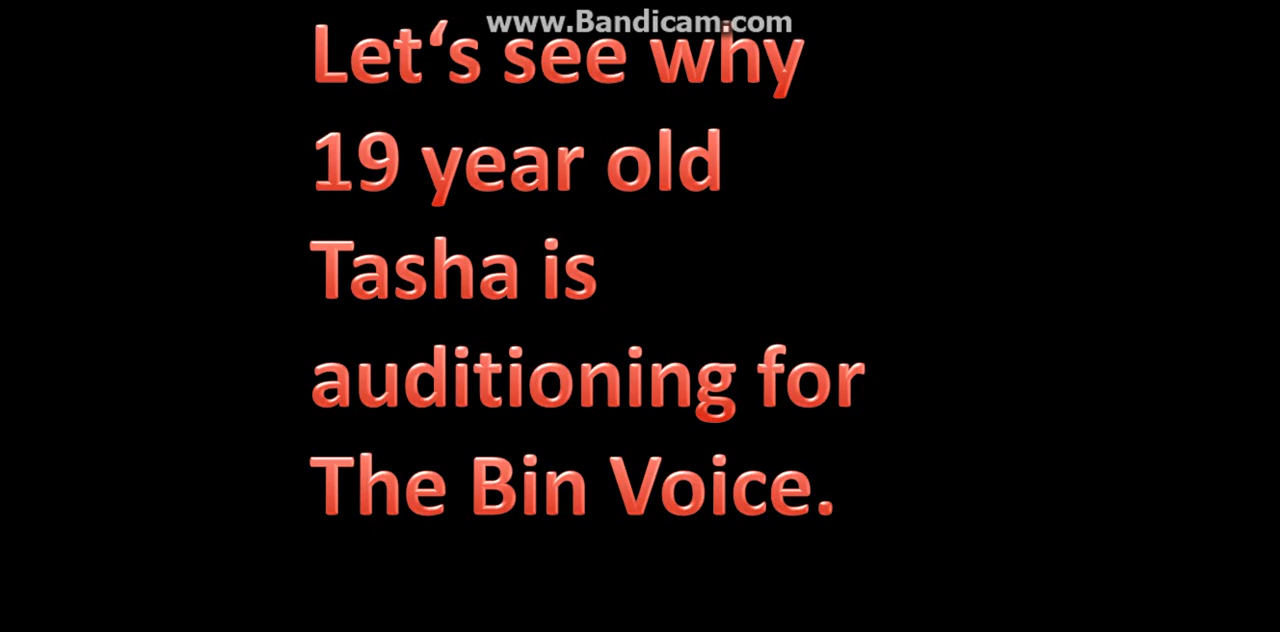 www.Bandicam.com
Let‘s see why
19 year old
Tasha is
auditioning for
The Bin Voice.